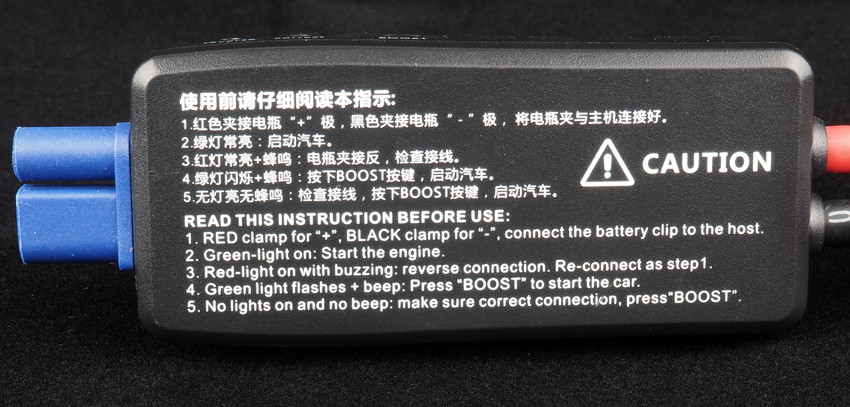 使用前请仔细阅读本指示:
1.红色夹接电瓶“+”极，黑色夹接电瓶“-”极，将电瓶夹与主机连接好。
2.绿灯常亮：启动汽车。
3.红灯常亮+蜂鸣：电瓶夹接反，检查接线。
4.绿灯闪烁+蜂鸣：按下BOOST按键，启动汽车。
5.无灯亮无蜂鸣：检查接线，按下BOOST按键，启动汽车。
CAUTION
READ THIS INSTRUCTION BEFORE USE:
1. RED clamp for “+”, BLACK clamp for “-”, connect the battery clip to the host.
2. Green-light on: Start the engine.
3. Red-light on with buzzing: reverse connection. Re-connect as step1.
4. Green light flashes + beep: Press “BOOST” to start the car.
5. No lights on and no beep: make sure correct connection, press“BOOST”.